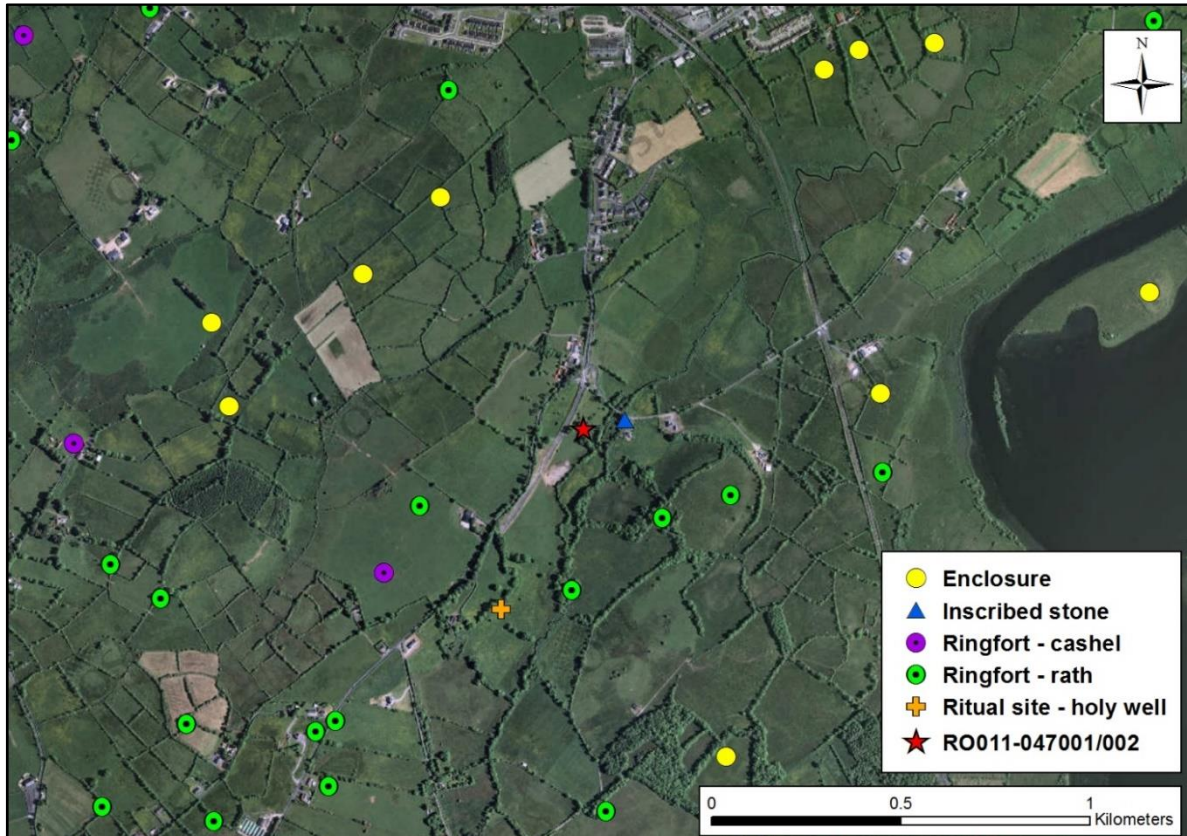 N
Enclosure
Inscribed stone
Ringfort - cashel
Ringfort - rath
Ritual site - holy well
RO011-047001/002
0 0.5 1
Kilometers